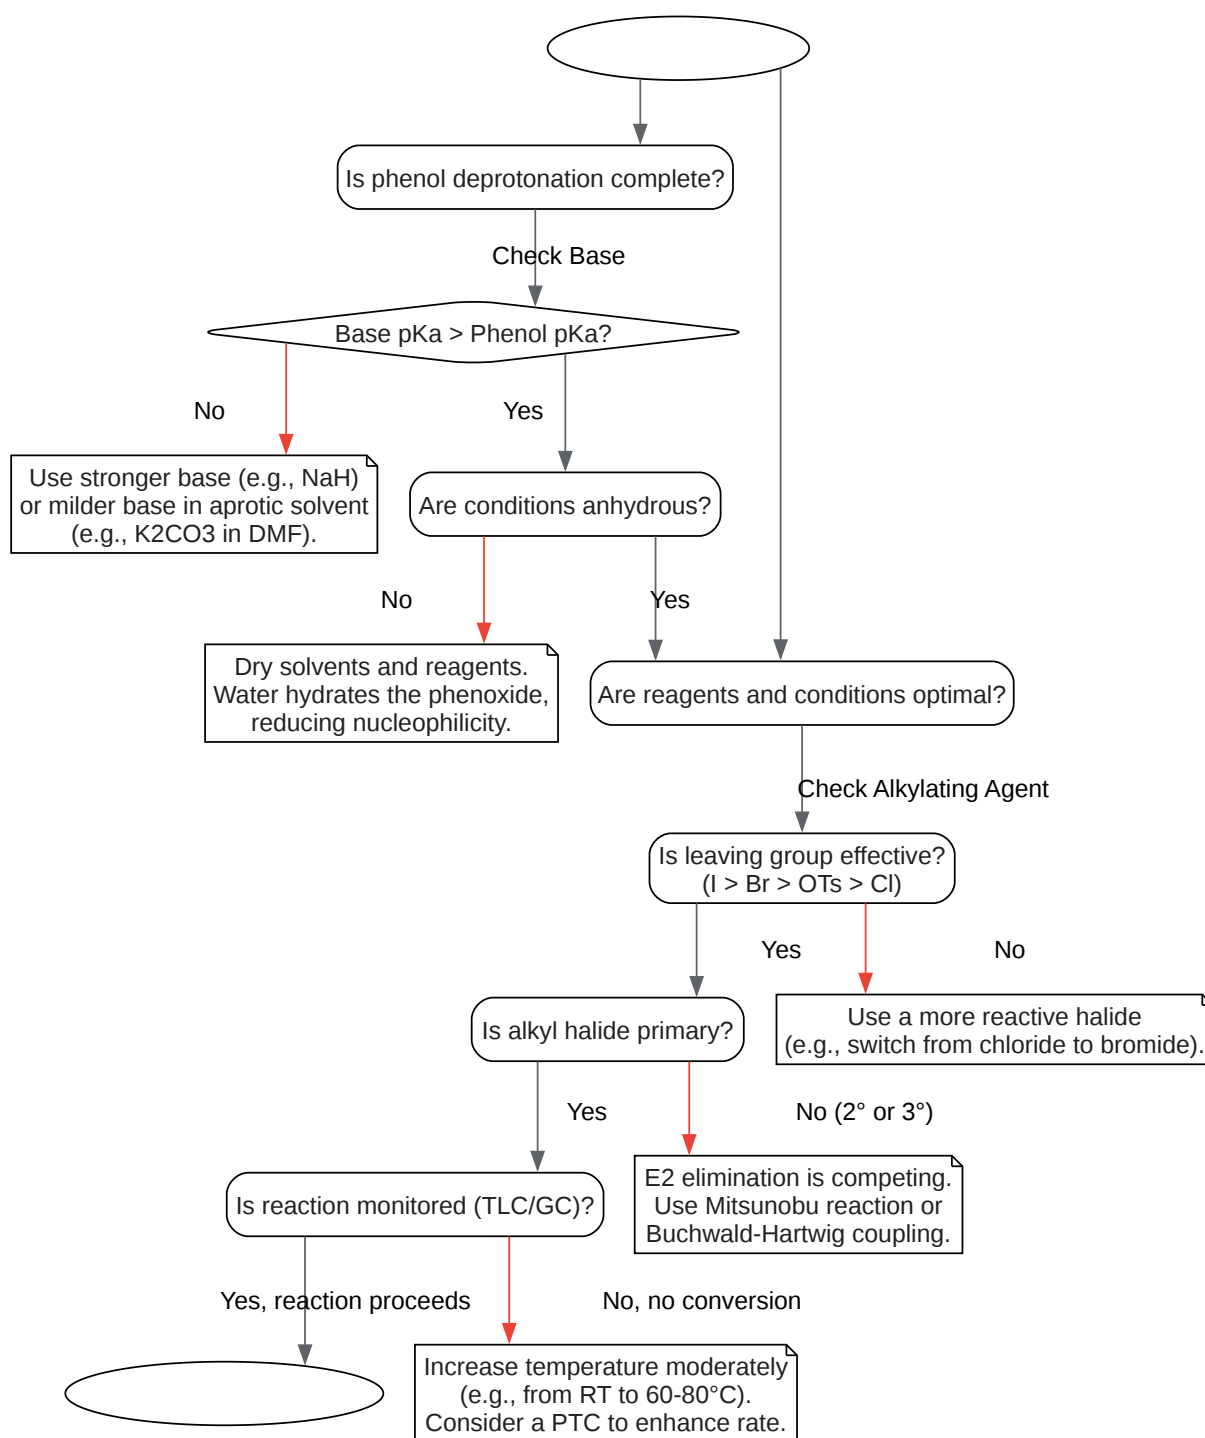 Is phenol deprotonation complete?
Check Base
Base pKa > Phenol pKa?
No
Yes
Use stronger base (e.g., NaH)
or milder base in aprotic solvent
(e.g., K2CO3 in DMF).
Are conditions anhydrous?
No
Yes
Dry solvents and reagents.
Water hydrates the phenoxide,
reducing nucleophilicity.
Are reagents and conditions optimal?
Check Alkylating Agent
Is leaving group effective?
(I > Br > OTs > Cl)
Yes
No
Is alkyl halide primary?
Use a more reactive halide
(e.g., switch from chloride to bromide).
Yes
No (2° or 3°)
E2 elimination is competing.
Use Mitsunobu reaction or
Buchwald-Hartwig coupling.
Is reaction monitored (TLC/GC)?
Yes, reaction proceeds
No, no conversion
Increase temperature moderately
(e.g., from RT to 60-80°C).
Consider a PTC to enhance rate.